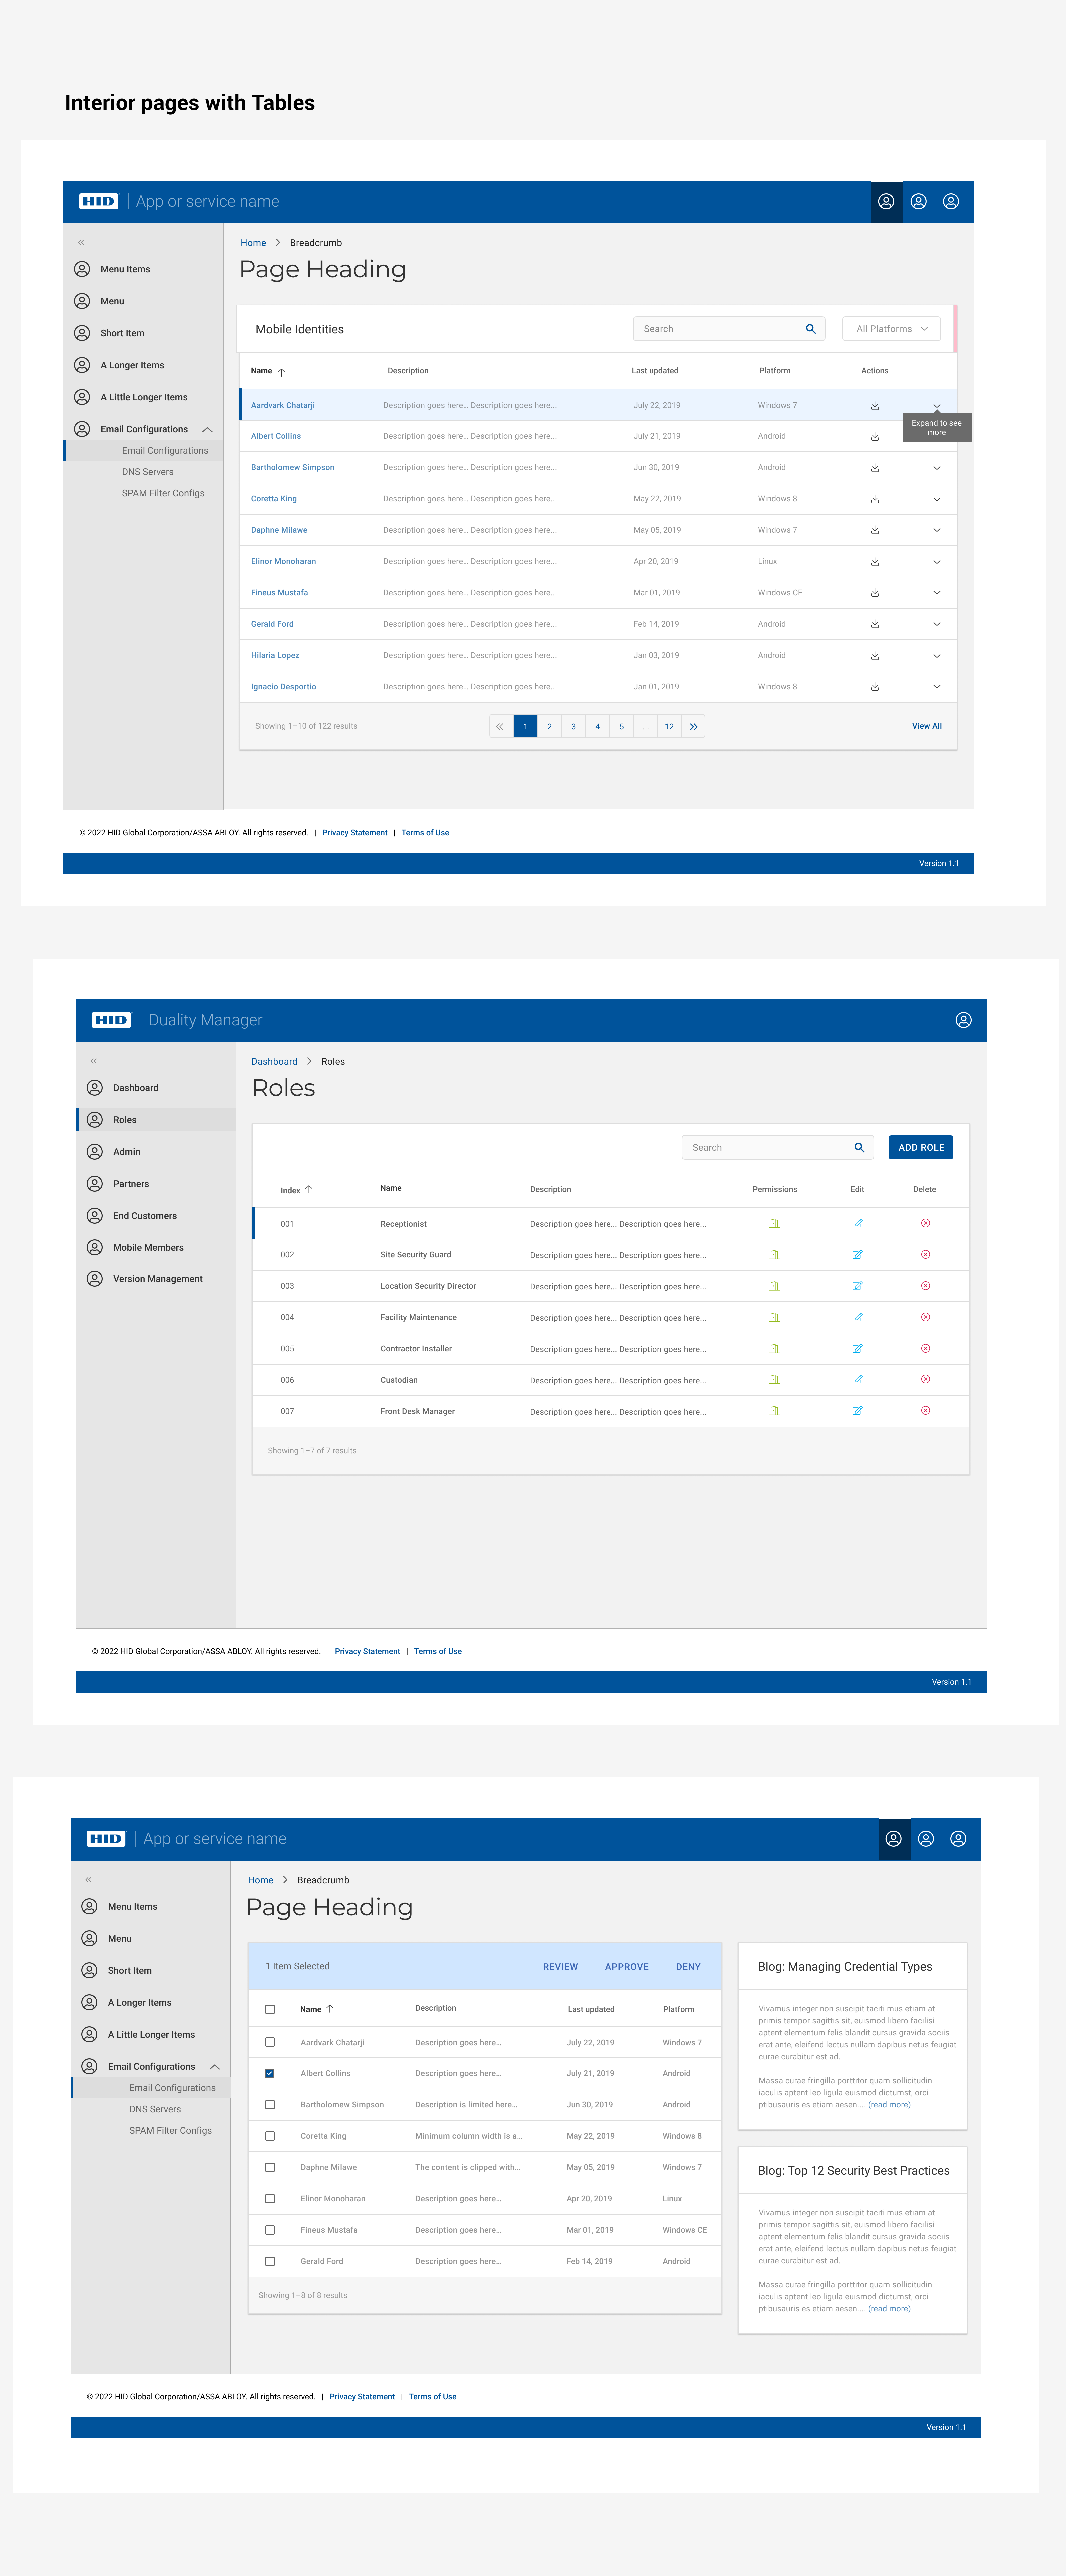 Interior pages with Tables
HID App or service name
Home Breadcrumb
Page Heading
Menu Items
Menu
Short Item
A Longer Items
A Little Longer Items
Email Configurations
Email Configurations
DNS Servers
SPAM Filter Configs
Mobile Identities Search All Platforms
Name Description Last updated Platform Actions
Aardvark Chatarji Description goes here... Description goes here... July 22, 2019 Windows 7
Expand to see
more
Albert Collins Description goes here... Description goes here... July 21, 2019 Android
Bartholomew Simpson Description goes here... Description goes here... Jun 30, 2019 Android
Coretta King Description goes here... Description goes here... May 22, 2019 Windows 8
Daphne Milawe Description goes here... Description goes here... May 05, 2019 Windows 7
Elinor Monoharan Description goes here... Description goes here... Apr 20, 2019 Linux
Fineus Mustafa Description goes here... Description goes here... Mar 01, 2019 Windows CE
Gerald Ford Description goes here... Description goes here... Feb 14, 2019 Android
Hilaria Lopez Description goes here... Description goes here... Jan 03, 2019 Android
Ignacio Desportio Description goes here... Description goes here... Jan 01, 2019 Windows 8
Showing 1–10 of 122 results « 1 2 3 4 5 ... 12 » View All
© 2022 HID Global Corporation/ASSA ABLOY. All rights reserved. | Privacy Statement | Terms of Use
Version 1.1
HID Duality Manager
Dashboard Roles
Roles
Dashboard
Roles
Admin
Partners
End Customers
Mobile Members
Version Management
Search ADD ROLE
Index Name Description Permissions Edit Delete
001 Receptionist Description goes here... Description goes here...
002 Site Security Guard Description goes here... Description goes here...
003 Location Security Director Description goes here... Description goes here...
004 Facility Maintenance Description goes here... Description goes here...
005 Contractor Installer Description goes here... Description goes here...
006 Custodian Description goes here... Description goes here...
007 Front Desk Manager Description goes here... Description goes here...
Showing 1–7 of 7 results
© 2022 HID Global Corporation/ASSA ABLOY. All rights reserved. | Privacy Statement | Terms of Use
Version 1.1
HID App or service name
Home Breadcrumb
Page Heading
Menu Items
Menu
Short Item
A Longer Items
A Little Longer Items
Email Configurations
Email Configurations
DNS Servers
SPAM Filter Configs
1 Item Selected REVIEW APPROVE DENY
Name Description Last updated Platform
Aardvark Chatarji Description goes here... July 22, 2019 Windows 7
Albert Collins Description goes here... July 21, 2019 Android
Bartholomew Simpson Description is limited here... Jun 30, 2019 Android
Coretta King Minimum column width is a... May 22, 2019 Windows 8
Daphne Milawe The content is clipped with... May 05, 2019 Windows 7
Elinor Monoharan Description goes here... Apr 20, 2019 Linux
Fineus Mustafa Description goes here... Mar 01, 2019 Windows CE
Gerald Ford Description goes here... Feb 14, 2019 Android
Showing 1–8 of 8 results
Blog: Managing Credential Types
Vivamus integer non suscipit taciti mus etiam at
primis tempor sagittis sit, euismod libero facilisi
aptent elementum felis blandit cursus gravida sociis
erat ante, eleifend lectus nullam dapibus netus feugiat
curae curabitur est ad.
Massa curae fringilla porttitor quam sollicitudin
iaculis aptent leo ligula euismod dictumst, orci
ptibusauris es etiam aesen.... (read more)
Blog: Top 12 Security Best Practices
Vivamus integer non suscipit taciti mus etiam at
primis tempor sagittis sit, euismod libero facilisi
aptent elementum felis blandit cursus gravida sociis
erat ante, eleifend lectus nullam dapibus netus feugiat
curae curabitur est ad.
Massa curae fringilla porttitor quam sollicitudin
iaculis aptent leo ligula euismod dictumst, orci
ptibusauris es etiam aesen.... (read more)
© 2022 HID Global Corporation/ASSA ABLOY. All rights reserved. | Privacy Statement | Terms of Use
Version 1.1